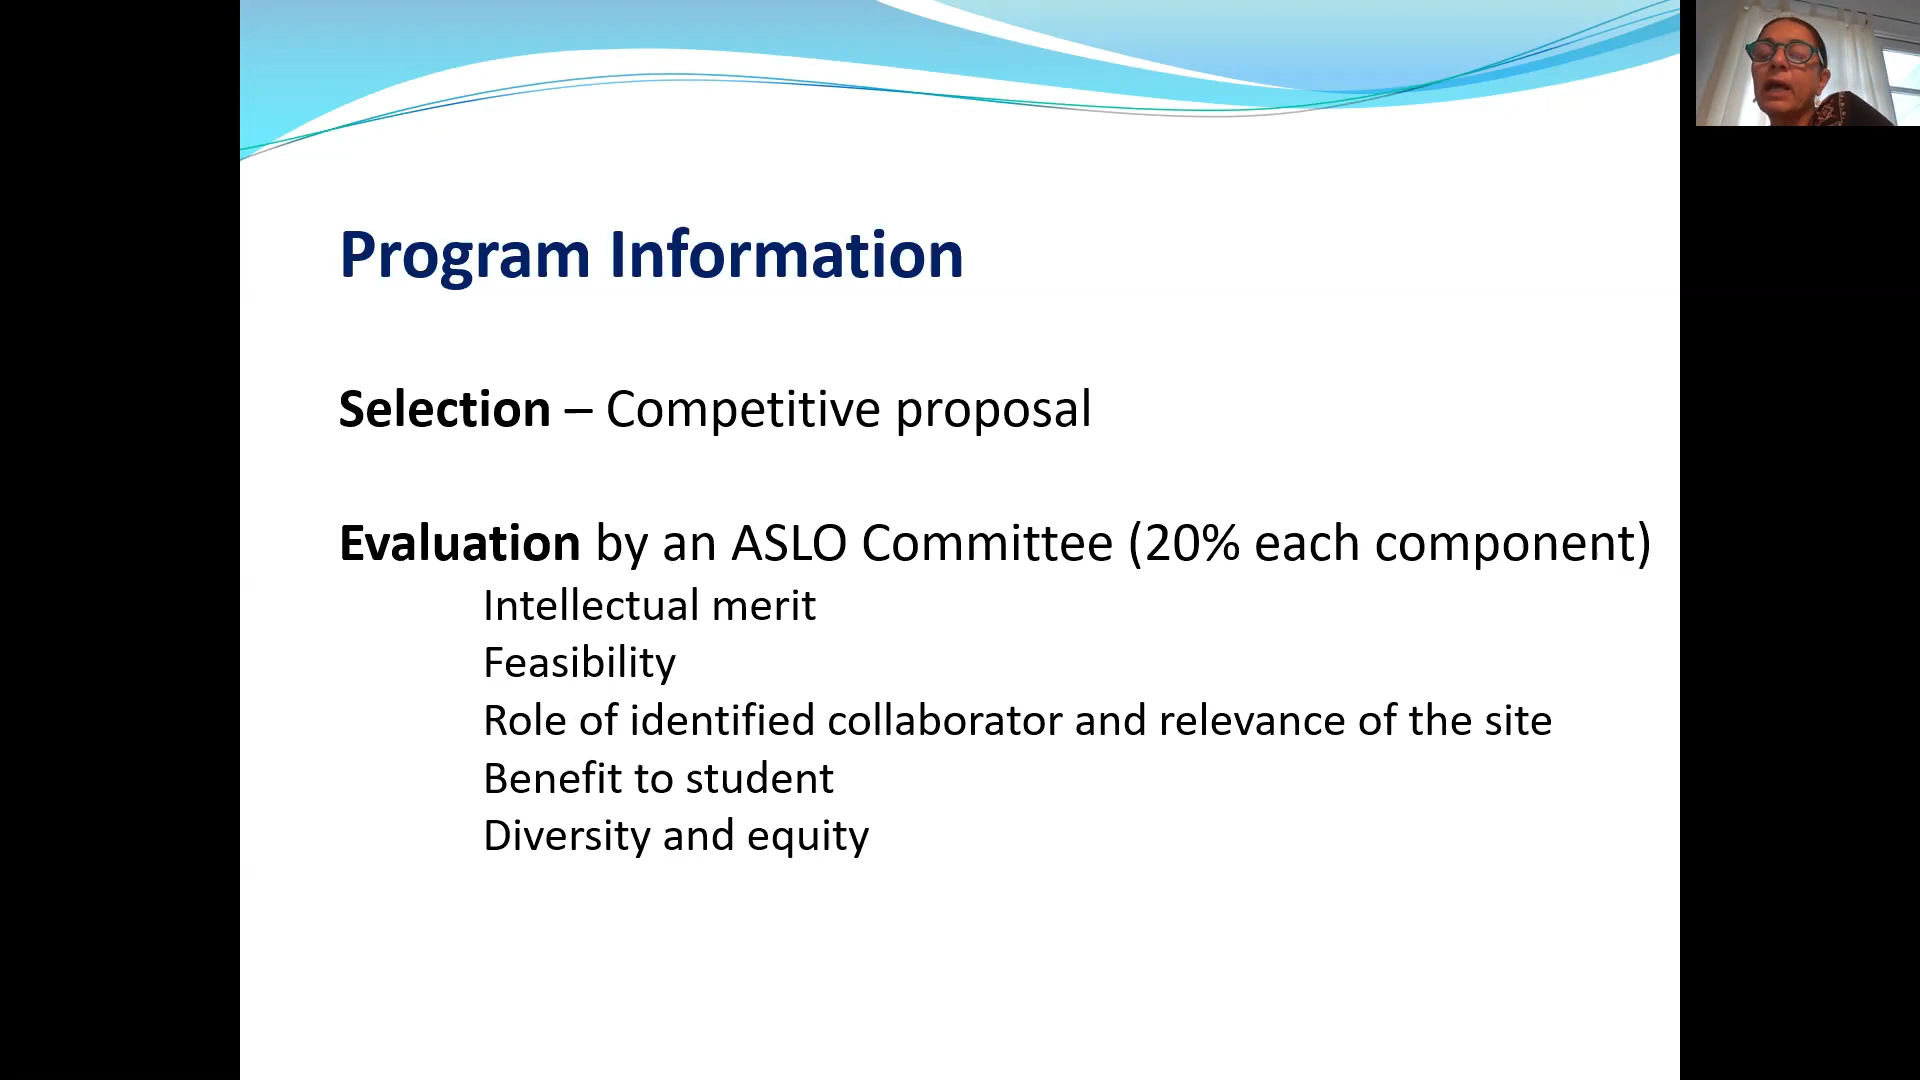 Program Information
Selection – Competitive proposal
Evaluation by an ASLO Committee (20% each component)
Intellectual merit
Feasibility
Role of identified collaborator and relevance of the site
Benefit to student
Diversity and equity